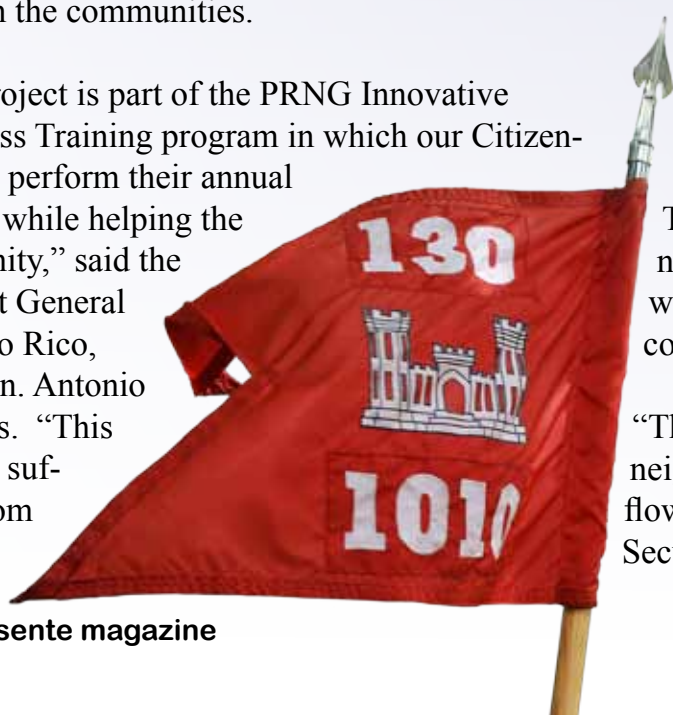 n the communities.
roject is part of the PRNG Innovative
ss Training program in which our Citizen-
perform their annual
while helping the
nity,” said the
t General
o Rico,
n. Antonio
s. “This
suf-
om
sente magazine
130
1010
T
n
w
co
“Th
nei
flow
Secu